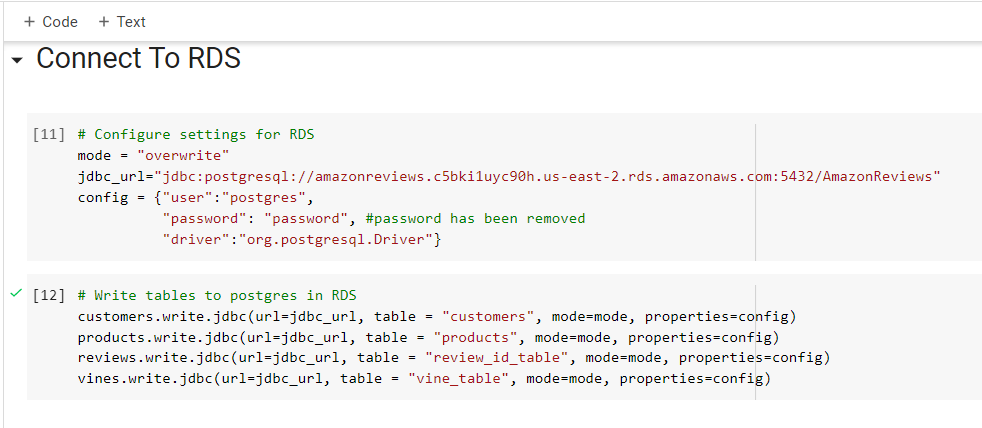 + Code + Text
Connect To RDS
[11] # Configure settings for RDS
mode = "overwrite"
jdbc_url="jdbc:postgresql://amazonreviews.c5bki1uyc90h.us-east-2.rds.amazonaws.com:5432/AmazonReviews"
config = {"user":"postgres",
"password": "password", #password has been removed
"driver":"org.postgresql.Driver"}
[12] # Write tables to postgres in RDS
customers.write.jdbc(url=jdbc_url, table = "customers", mode=mode, properties=config)
products.write.jdbc(url=jdbc_url, table = "products", mode=mode, properties=config)
reviews.write.jdbc(url=jdbc_url, table = "review_id_table", mode=mode, properties=config)
vines.write.jdbc(url=jdbc_url, table = "vine_table", mode=mode, properties=config)